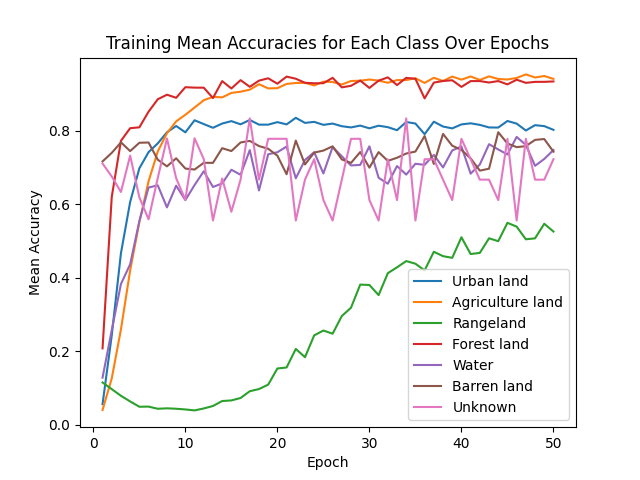 Training Mean Accuracies for Each Class Over Epochs
Mean Accuracy
0.8
0.6
0.4
0.2
0.0
0
10
20
30
40
50
Epoch
Urban land
Agriculture land
Rangeland
Forest land
Water
Barren land
Unknown